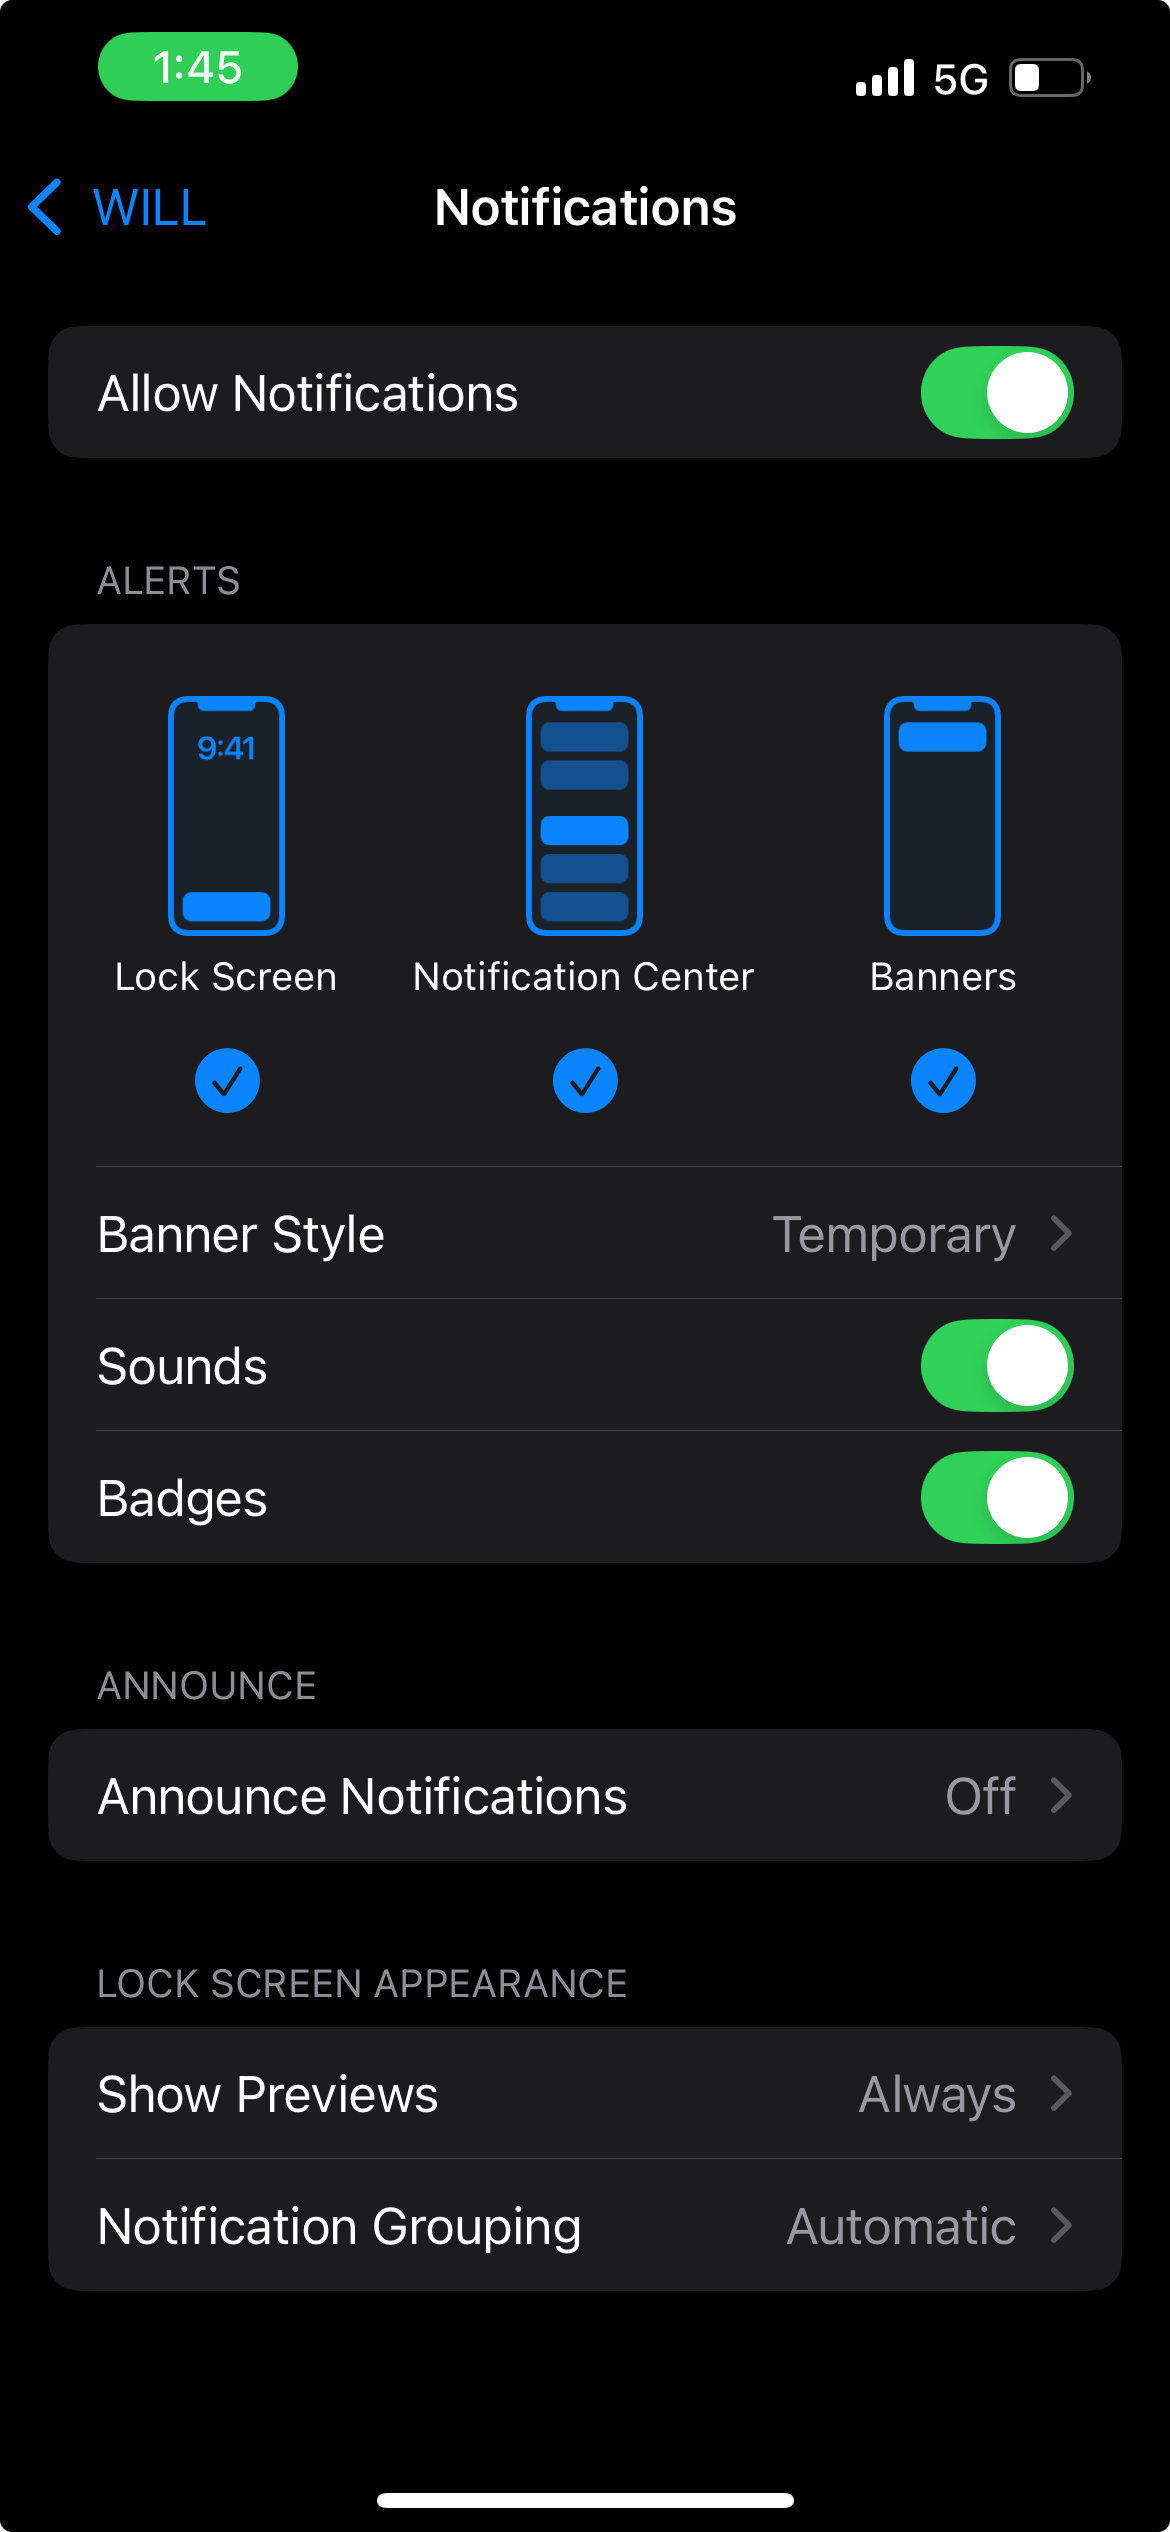 1:45
5G
WILL
Notifications
Allow Notifications
ALERTS
9:41
Lock Screen
Notification Center
Banners
Banner Style
Temporary
Sounds
Badges
ANNOUNCE
Announce Notifications
Off
LOCK SCREEN APPEARANCE
Show Previews
Always
Notification Grouping
Automatic